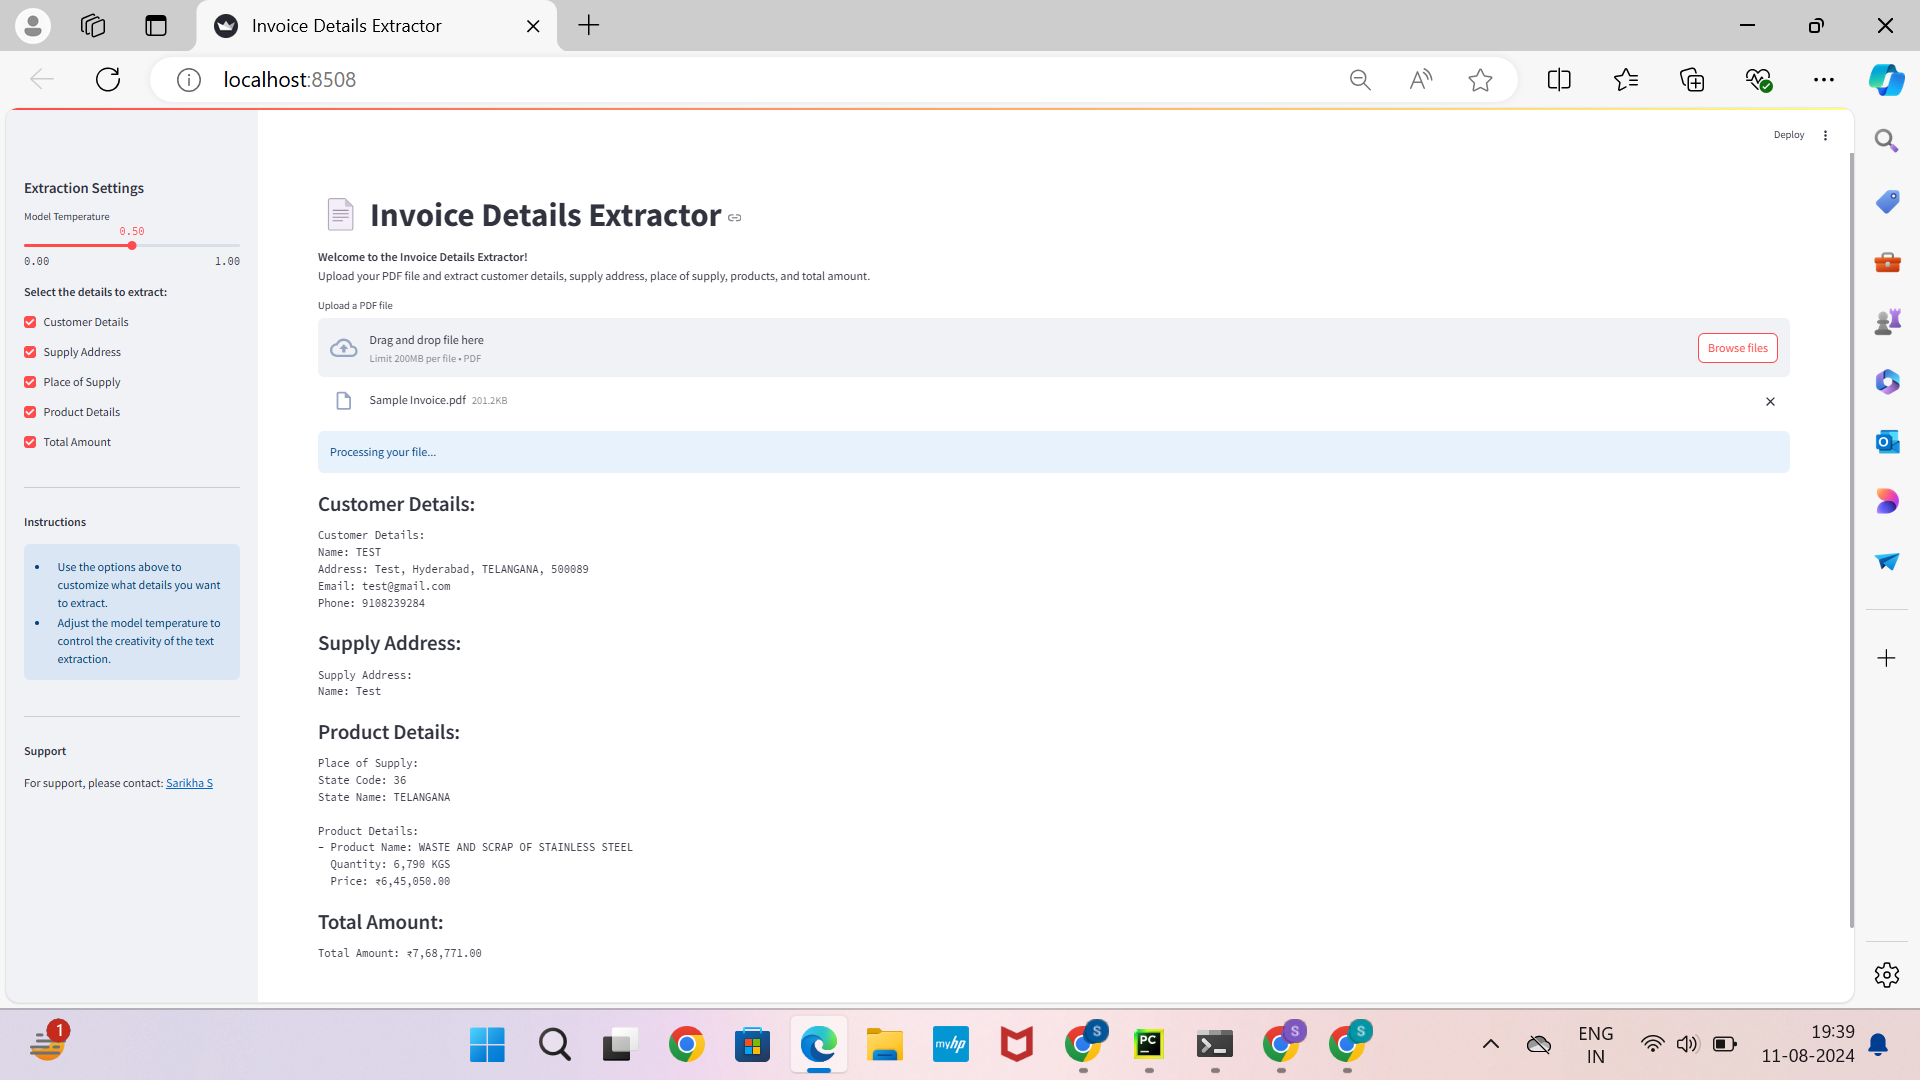 Invoice Details Extractor
localhost:8508
Deploy
Extraction Settings
Model Temperature
0.50
0.00 1.00
Select the details to extract:
Customer Details
Supply Address
Place of Supply
Product Details
Total Amount
Instructions
• Use the options above to
customize what details you want
to extract.
• Adjust the model temperature to
control the creativity of the text
extraction.
Support
For support, please contact: Sarikha S
Invoice Details Extractor
Welcome to the Invoice Details Extractor!
Upload your PDF file and extract customer details, supply address, place of supply, products, and total amount.
Upload a PDF file
Drag and drop file here
Limit 200MB per file • PDF
Browse files
Sample Invoice.pdf 201.2KB
Processing your file...
Customer Details:
Customer Details:
Name: TEST
Address: Test, Hyderabad, TELANGANA, 500089
Email: test@gmail.com
Phone: 9108239284
Supply Address:
Supply Address:
Name: Test
Product Details:
Place of Supply:
State Code: 36
State Name: TELANGANA
Product Details:
- Product Name: WASTE AND SCRAP OF STAINLESS STEEL
Quantity: 6,790 KGS
Price: ₹6,45,050.00
Total Amount:
Total Amount: ₹7,68,771.00
1
myhp
S
PC
S
S
ENG
IN
19:39
11-08-2024